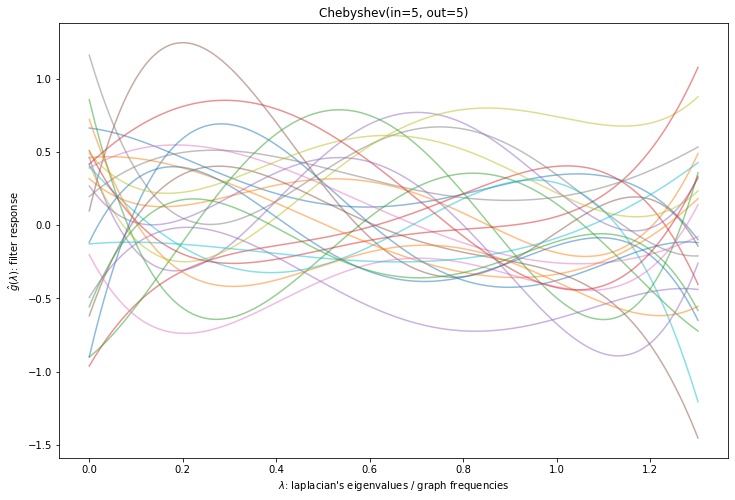 Chebyshev(in=5, out=5)
ĝ(λ): filter response
1.0
0.5
0.0
−0.5
−1.0
−1.5
0.0 0.2 0.4 0.6 0.8 1.0 1.2
λ: laplacian's eigenvalues / graph frequencies